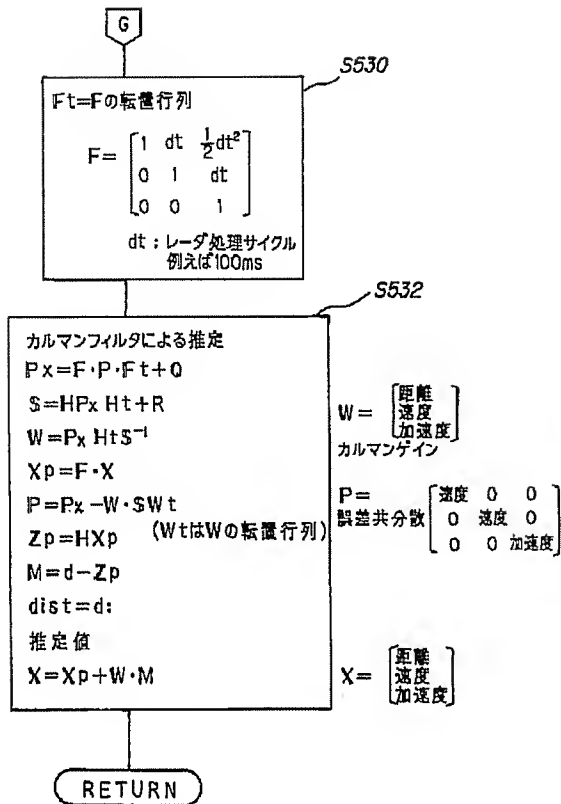 G
S530
Ft=Fの転置行列
F= [1 dt 1/2dt²
0 1 dt
0 0 1]
dt ; レーダ処理サイクル
例えば100ms
S532
カルマンフィルタによる推定
Px=F・P・Ft+Q
S=HPx Ht+R
W=Px HtS⁻¹
Xp=F・X
P=Px-W・SWt
Zp=HXp (WtはWの転置行列)
M=d-Zp
dist=d:
推定値
X=Xp+W・M
W= [距離
速度
加速度]
カルマンゲイン
P=
誤差共分散 [速度 0 0
0 速度 0
0 0 加速度]
X= [距離
速度
加速度]
RETURN